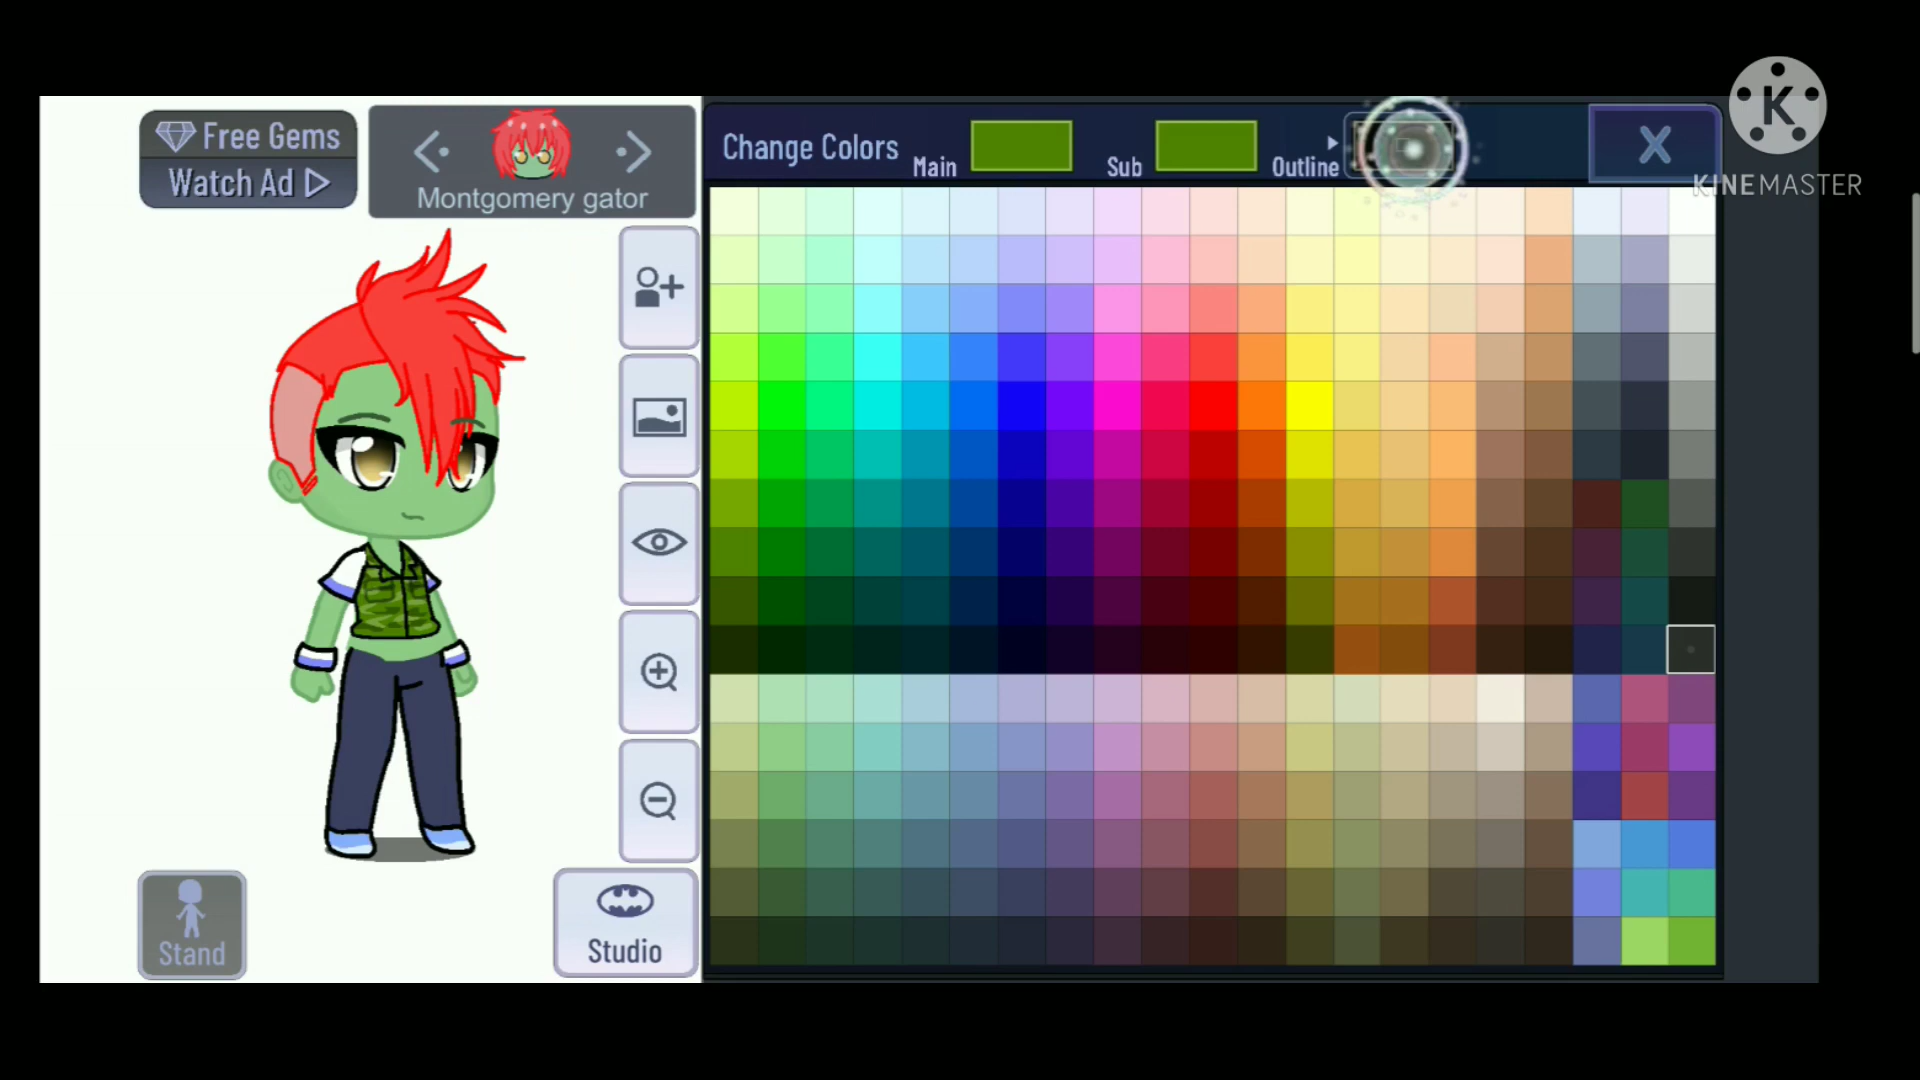 Free Gems
Watch Ad
Montgomery gator
Change Colors
Main
Sub
Outline
X
K
KINEMASTER
Stand
Studio